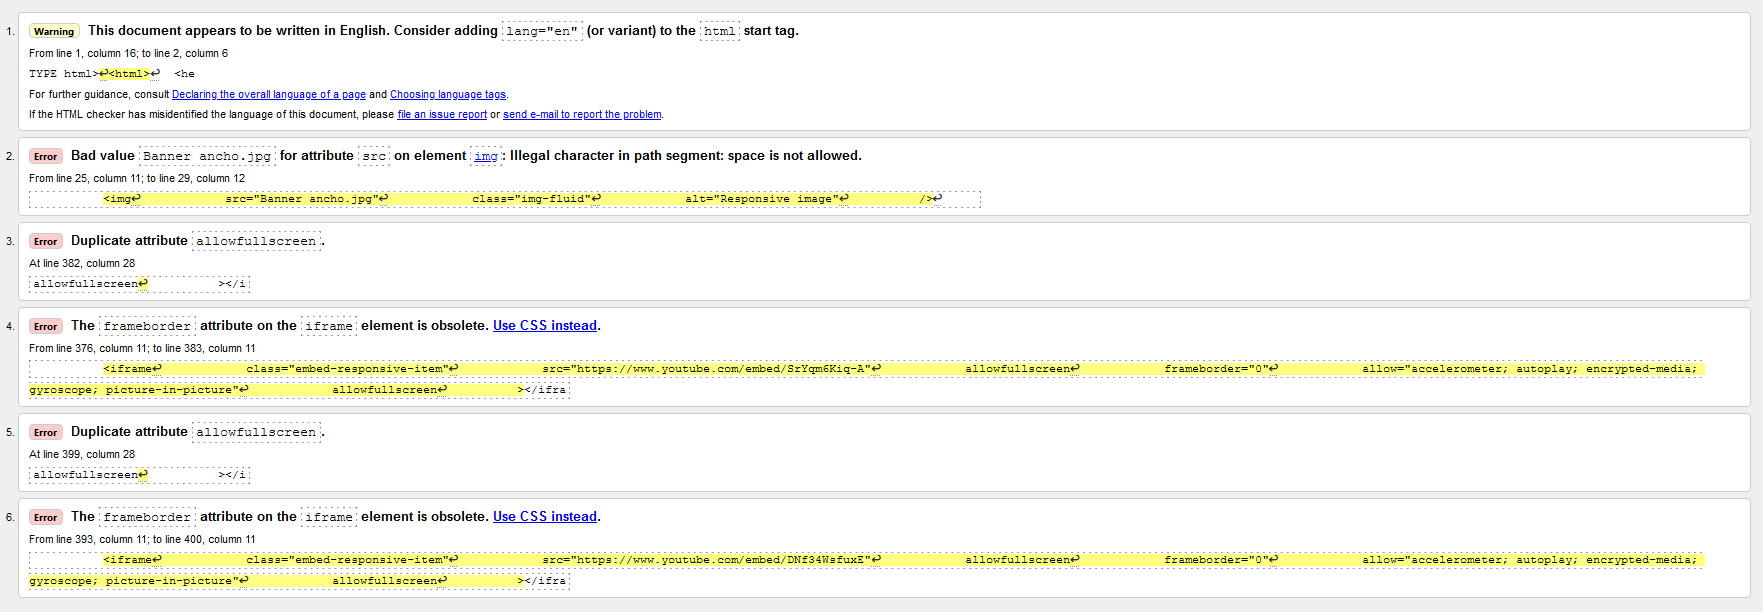 1. Warning This document appears to be written in English. Consider adding lang="en" (or variant) to the html start tag.
From line 1, column 16; to line 2, column 6
TYPE html>↩<html>↩ <he
For further guidance, consult Declaring the overall language of a page and Choosing language tags.
If the HTML checker has misidentified the language of this document, please file an issue report or send e-mail to report the problem.
2. Error Bad value Banner ancho.jpg for attribute src on element img: Illegal character in path segment: space is not allowed.
From line 25, column 11; to line 29, column 12
<img↩ src="Banner ancho.jpg"↩ class="img-fluid"↩ alt="Responsive image"↩ />↩
3. Error Duplicate attribute allowfullscreen.
At line 382, column 28
allowfullscreen↩ ></i
4. Error The frameborder attribute on the iframe element is obsolete. Use CSS instead.
From line 376, column 11; to line 383, column 11
<iframe↩ class="embed-responsive-item"↩ src="https://www.youtube.com/embed/SrYqm6Kiq-A"↩ allowfullscreen↩ frameborder="0"↩ allow="accelerometer; autoplay; encrypted-media;
gyroscope; picture-in-picture"↩ allowfullscreen↩ ></ifra
5. Error Duplicate attribute allowfullscreen.
At line 399, column 28
allowfullscreen↩ ></i
6. Error The frameborder attribute on the iframe element is obsolete. Use CSS instead.
From line 393, column 11; to line 400, column 11
<iframe↩ class="embed-responsive-item"↩ src="https://www.youtube.com/embed/DNf34WsfuxE"↩ allowfullscreen↩ frameborder="0"↩ allow="accelerometer; autoplay; encrypted-media;
gyroscope; picture-in-picture"↩ allowfullscreen↩ ></ifra